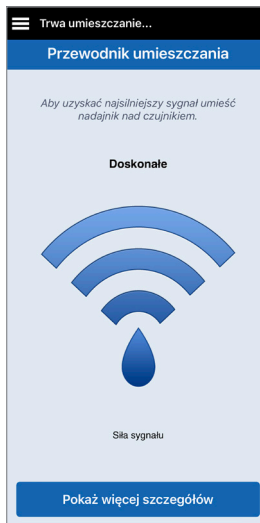 Trwa umieszczanie...
Przewodnik umieszczania
Aby uzyskać najsilniejszy sygnał umieść
nadajnik nad czujnikiem.
Doskonałe
Siła sygnału
Pokaż więcej szczegółów